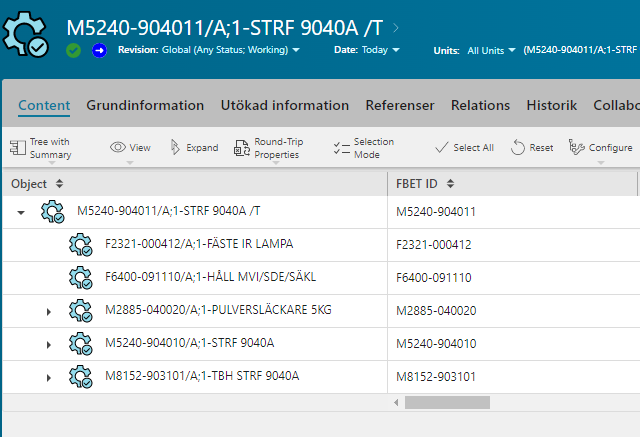 M5240-904011/A;1-STRF 9040A /T
Revision: Global (Any Status; Working) Date: Today Units: All Units (M5240-904011/A;1-STRF
Content Grundinformation Utökad information Referenser Relations Historik Collabo
Tree with Summary View Expand Round-Trip Properties Selection Mode Select All Reset Configure
Object FBET ID
M5240-904011/A;1-STRF 9040A /T M5240-904011
F2321-000412/A;1-FÄSTE IR LAMPA F2321-000412
F6400-091110/A;1-HÅLL MVI/SDE/SÄKL F6400-091110
M2885-040020/A;1-PULVERSLÄCKARE 5KG M2885-040020
M5240-904010/A;1-STRF 9040A M5240-904010
M8152-903101/A;1-TBH STRF 9040A M8152-903101